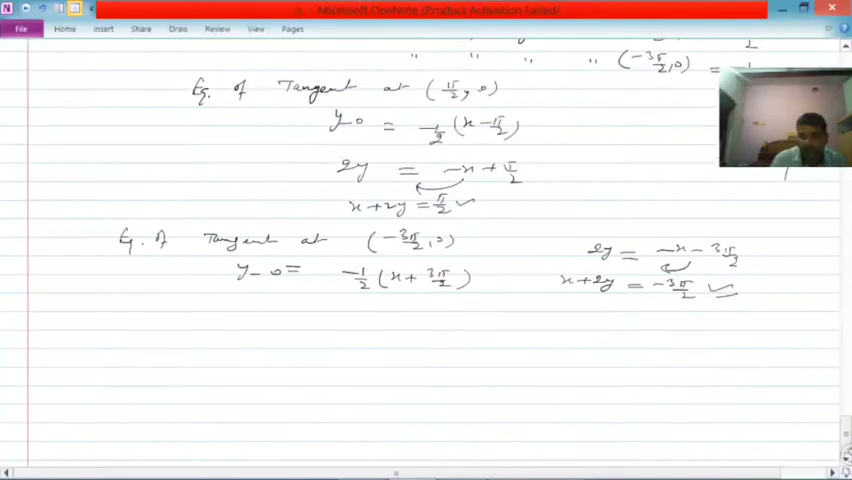 Microsoft OneNote (Product Activation Failed)
File Home Insert Share Draw View Pages
" " " " (-3π/2, 0) =
Eq. of Tangent at (π/2, 0)
y-0 = -1/2 (x - π/2)
2y = -x + π/2
x + 2y = π/2 ✓
Eq. of Tangent at (-3π/2, 0)
y - 0 = -1/2 (x + 3π/2)
2y = -x - 3π/2
x + 2y = -3π/2 ✓